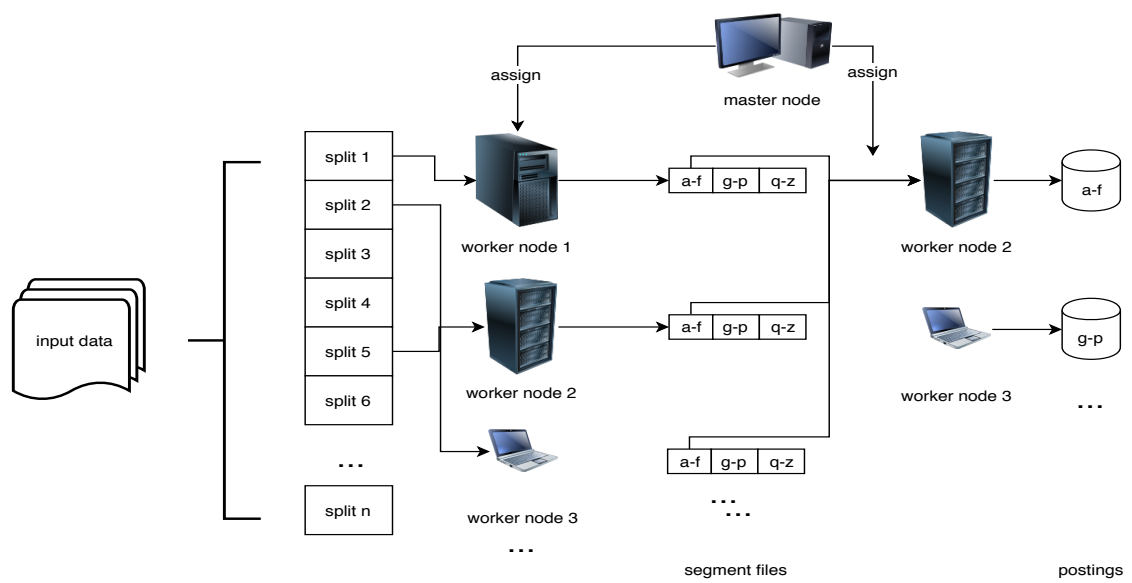 assign
assign
master node
split 1
split 2
split 3
split 4
split 5
split 6
...
split n
input data
worker node 1
worker node 2
worker node 3
...
a-f g-p q-z
a-f g-p q-z
a-f g-p q-z
...
...
segment files
worker node 2
worker node 3
a-f
g-p
...
postings